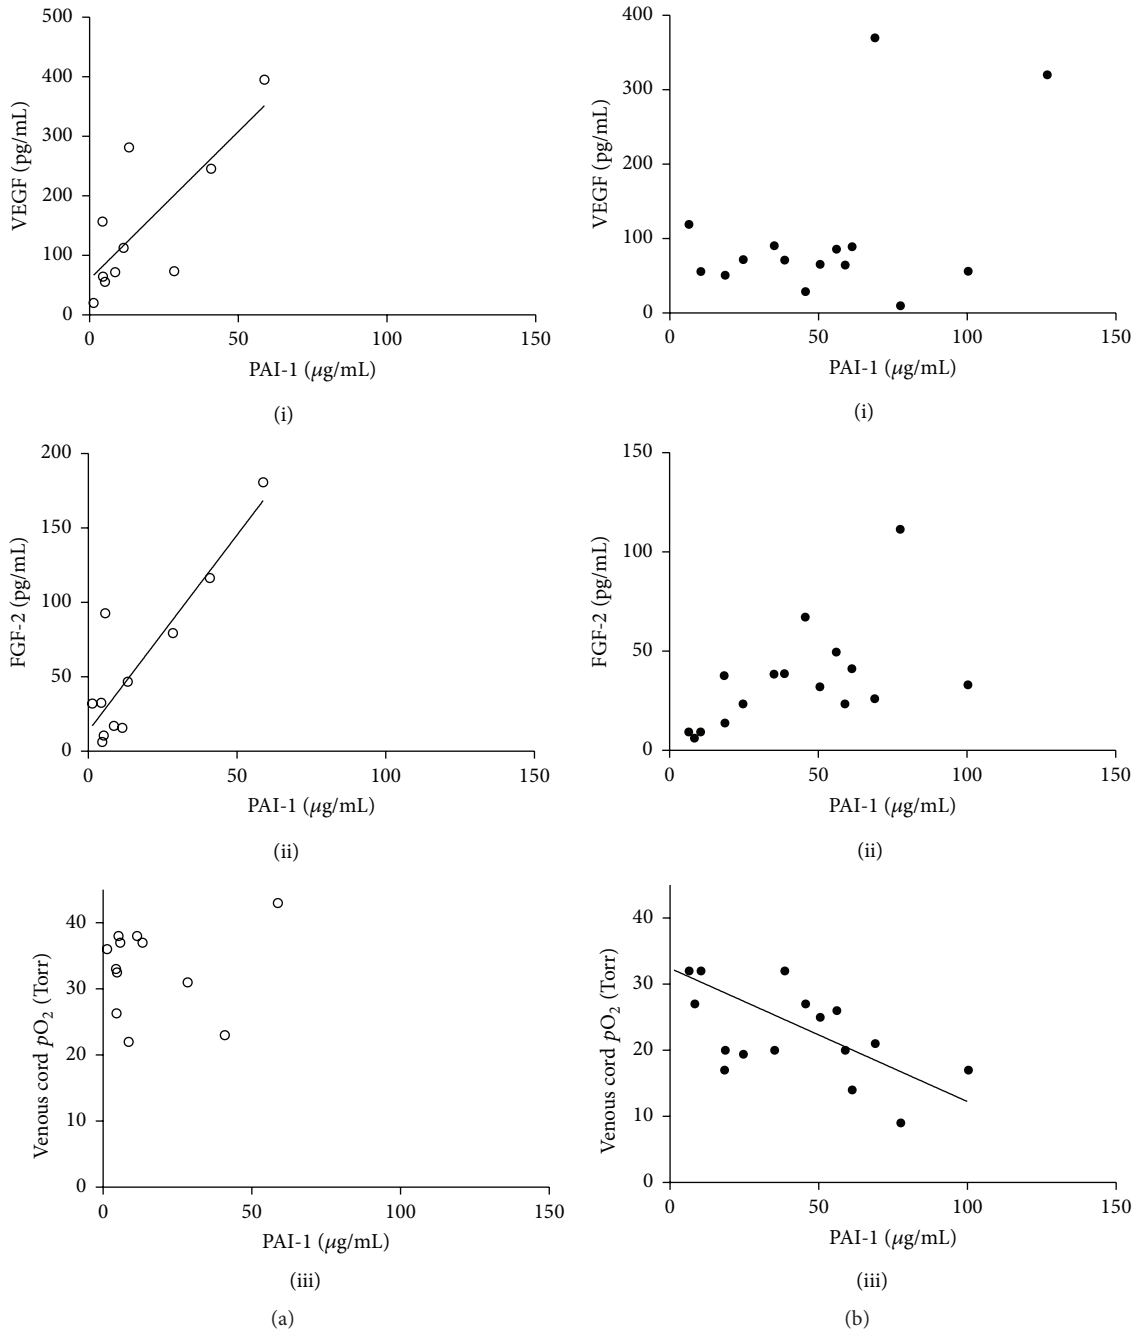 500
400
300
200
100
0
VEGF (pg/mL)
0 50 100 150
PAI-1 (μg/mL)
(i)
400
300
200
100
0
VEGF (pg/mL)
0 50 100 150
PAI-1 (μg/mL)
(i)
200
150
100
50
0
FGF-2 (pg/mL)
0 50 100 150
PAI-1 (μg/mL)
(ii)
150
100
50
0
FGF-2 (pg/mL)
0 50 100 150
PAI-1 (μg/mL)
(ii)
40
30
20
10
0
Venous cord pO₂ (Torr)
0 50 100 150
PAI-1 (μg/mL)
(iii)
(a)
40
30
20
10
0
Venous cord pO₂ (Torr)
0 50 100 150
PAI-1 (μg/mL)
(iii)
(b)